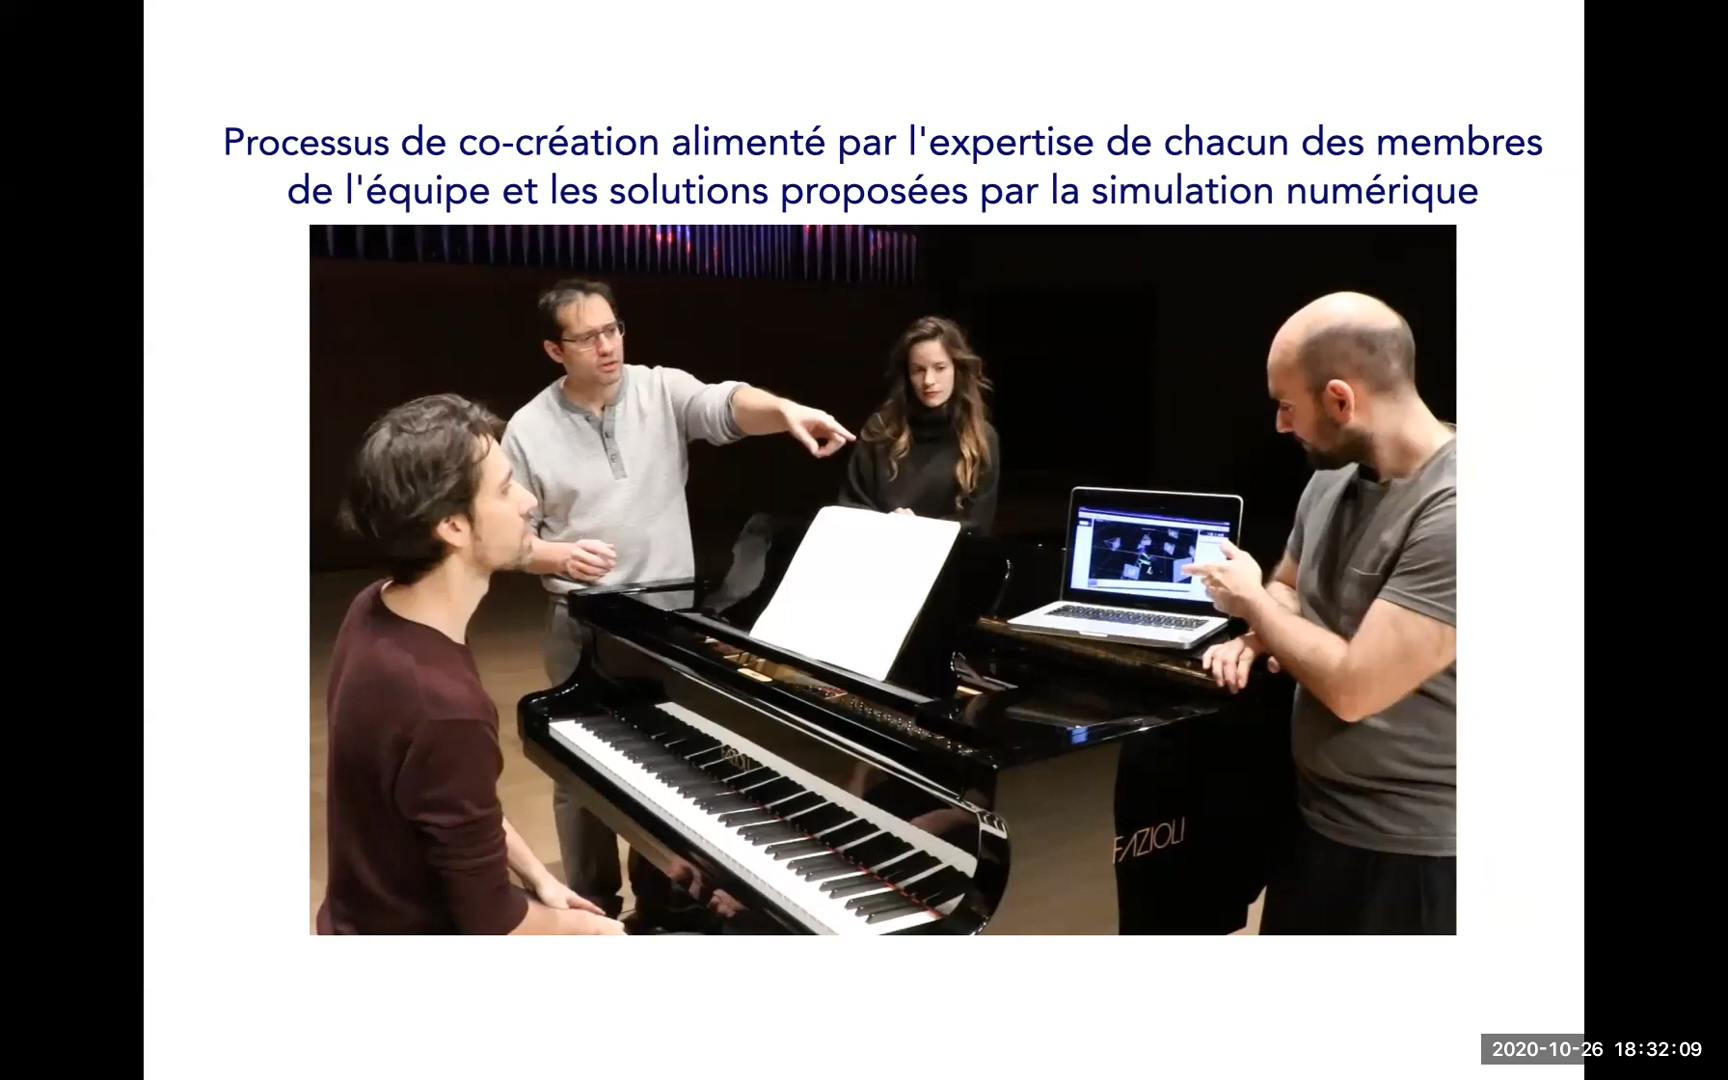 Processus de co-création alimenté par l'expertise de chacun des membres
de l'équipe et les solutions proposées par la simulation numérique
FAZIOLI
FAZIOLI
2020-10-26 18:32:09